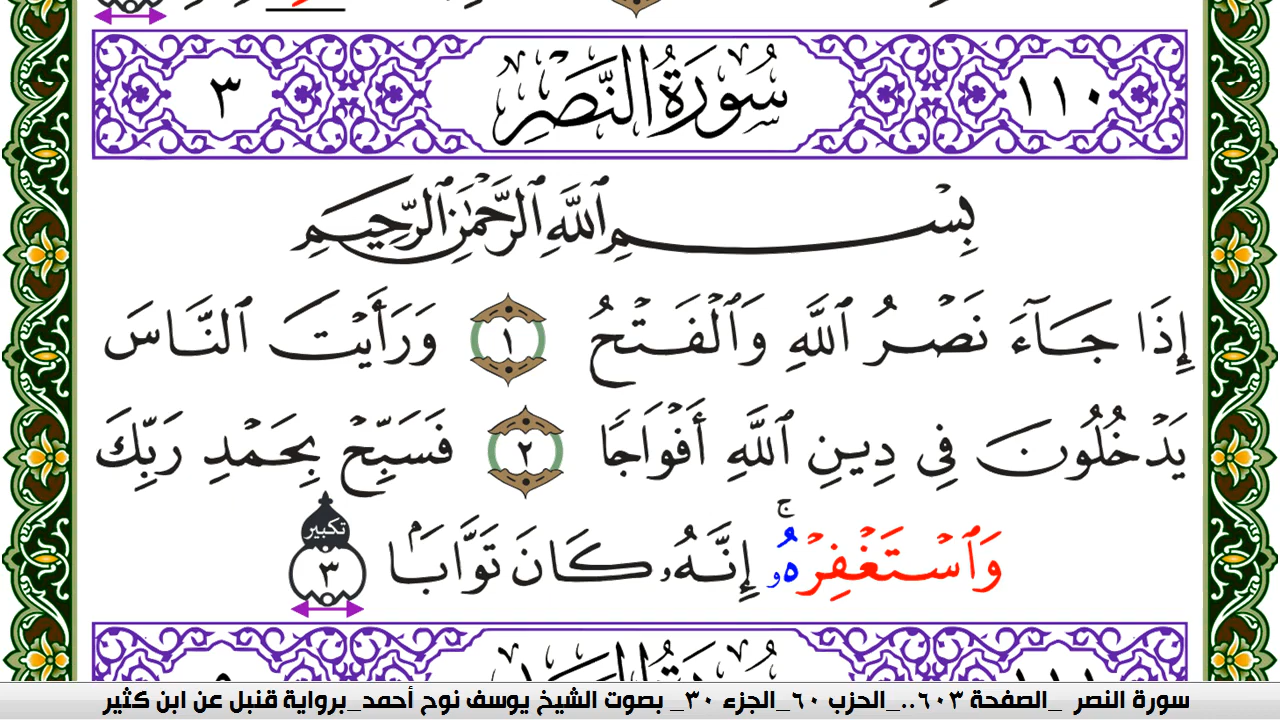 ١١٠ سُورَةُ النَّصْرِ ٣
بِسْمِ ٱللَّهِ ٱلرَّحْمَٰنِ ٱلرَّحِيمِ
إِذَا جَآءَ نَصْرُ ٱللَّهِ وَٱلْفَتْحُ ١ وَرَأَيْتَ ٱلنَّاسَ
يَدْخُلُونَ فِى دِينِ ٱللَّهِ أَفْوَاجًا ٢ فَسَبِّحْ بِحَمْدِ رَبِّكَ
وَٱسْتَغْفِرْهُۥ ۚ إِنَّهُۥ كَانَ تَوَّابَۢا ٣ تكبير
سورة النصر _الصفحة ٦٠٣.._الحزب ٦٠_الجزء ٣٠_ بصوت الشيخ يوسف نوح أحمد_برواية قنبل عن ابن كثير